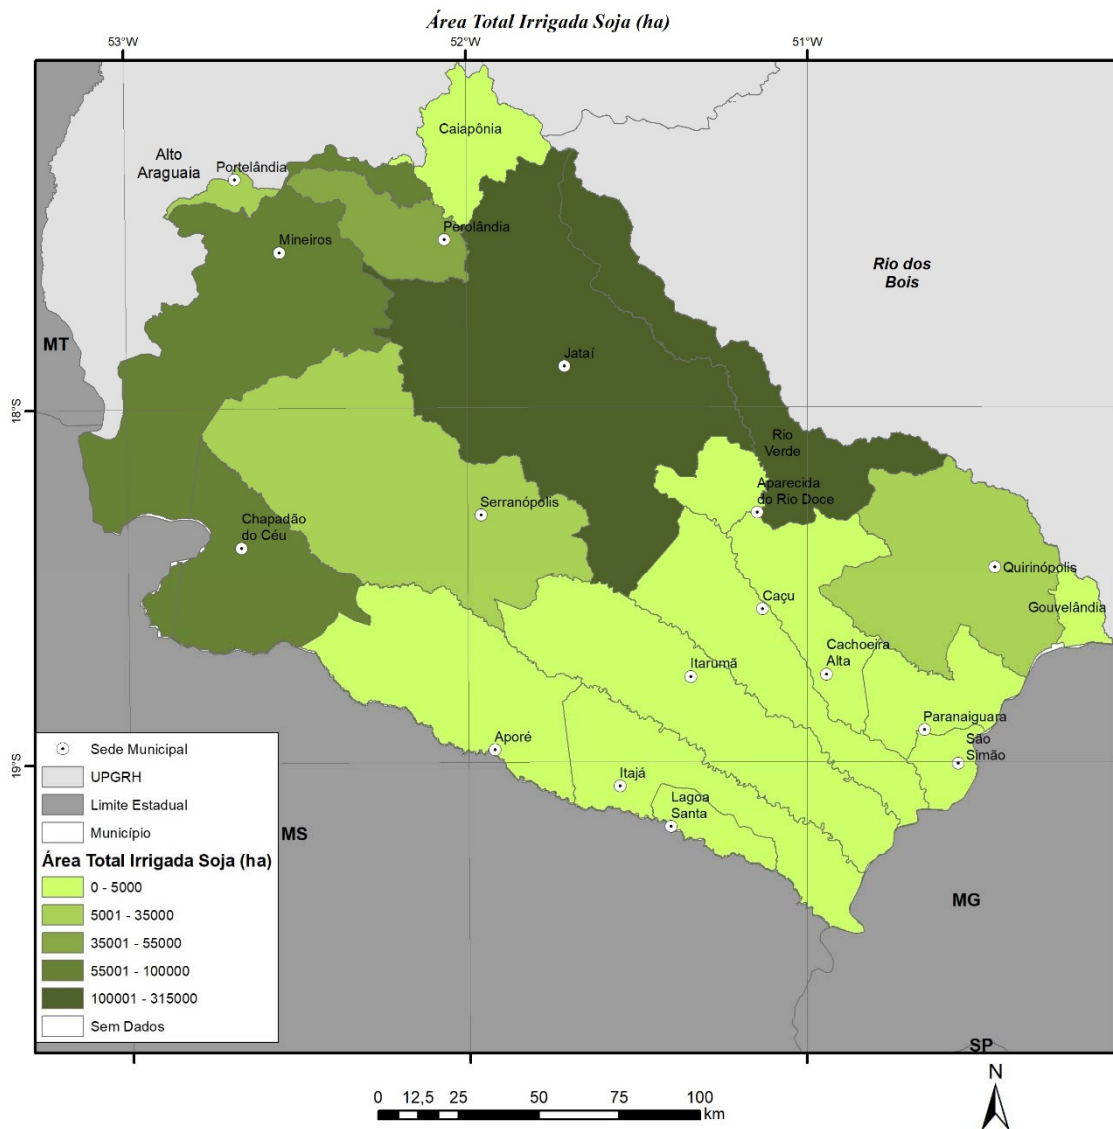 Área Total Irrigada Soja (ha)
53°W
52°W
51°W
Caiapônia
Alto
Araguaia
Portelândia
Perolândia
Mineiros
Rio dos
Bois
MT
Jataí
18°S
Rio
Verde
Serranópolis
Aparecida
do Rio Doce
Chapadão
do Céu
Quirinópolis
Caçu
Gouvelândia
Cachoeira
Alta
Itarumã
Paranaiguara
São
Simão
Aporé
19°S
Itajá
Lagoa
Santa
MS
MG
SP
Sede Municipal
UPGRH
Limite Estadual
Município
Área Total Irrigada Soja (ha)
0 - 5000
5001 - 35000
35001 - 55000
55001 - 100000
100001 - 315000
Sem Dados
N
0 12,5 25 50 75 100
km